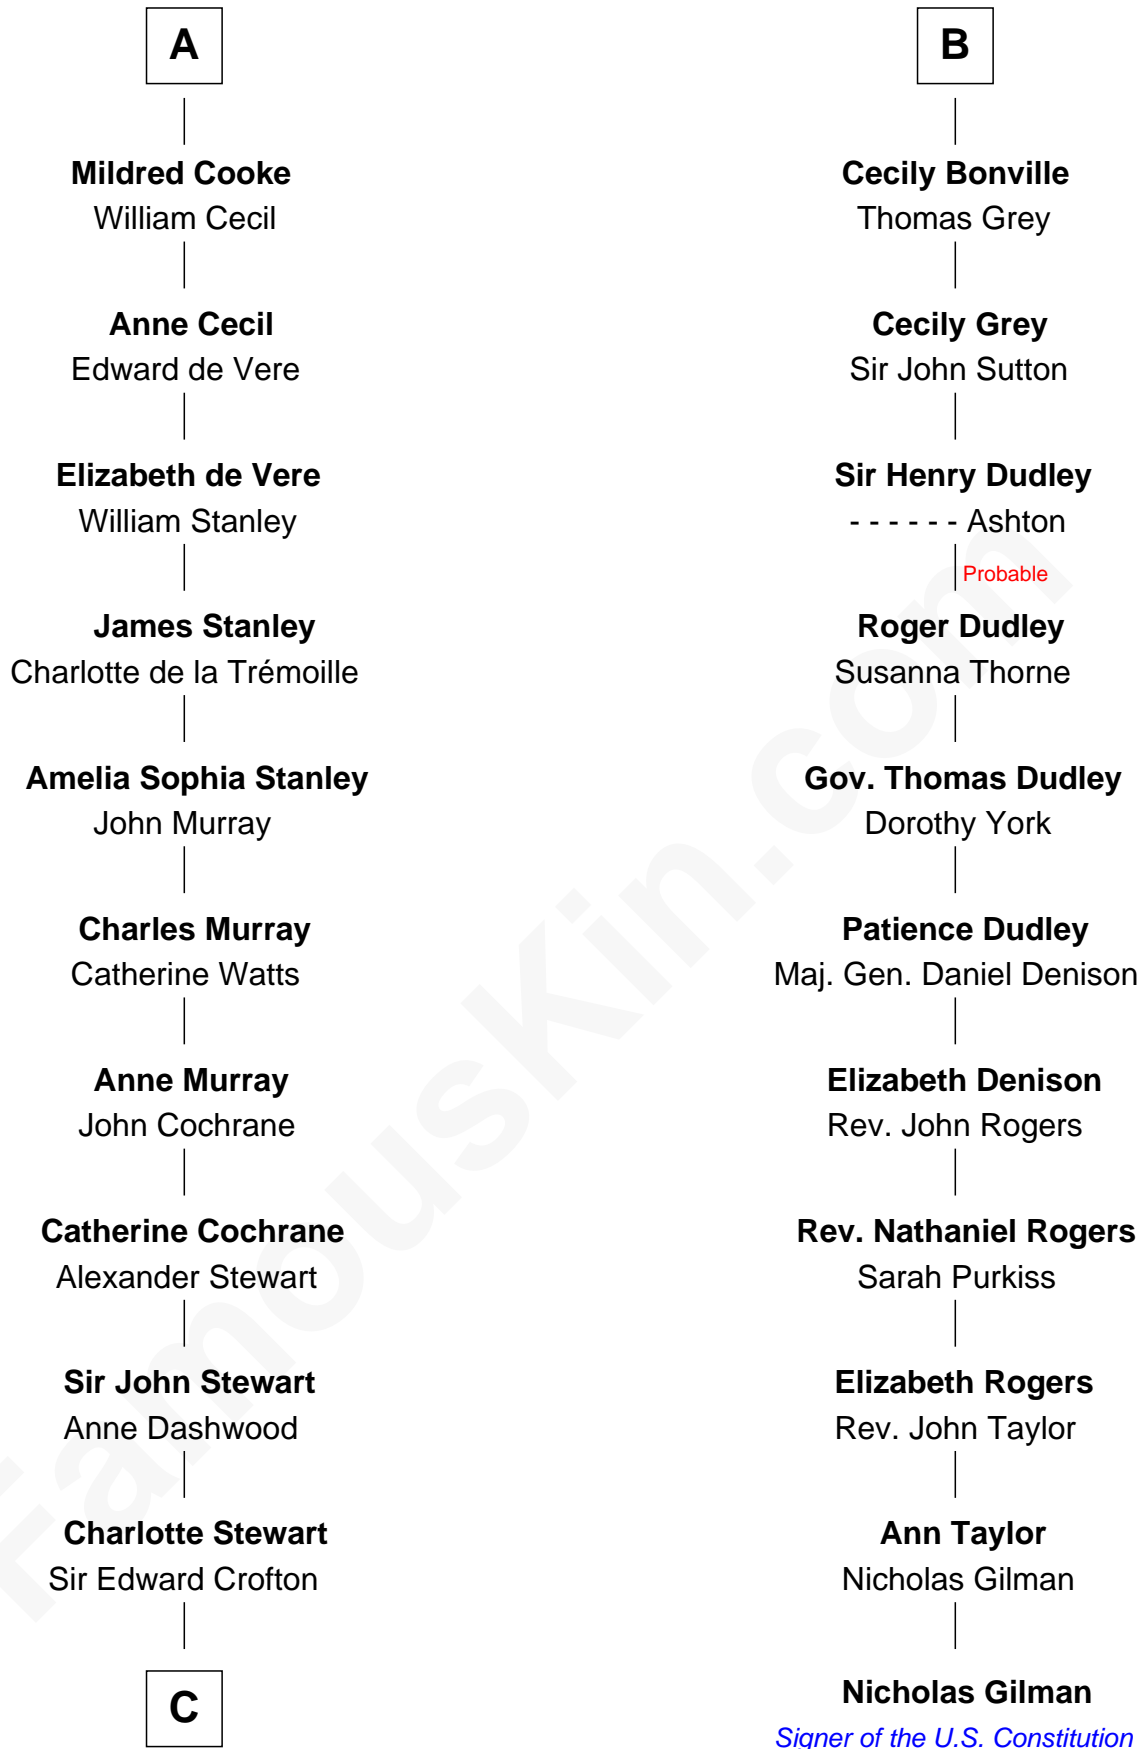 A
Mildred Cooke
William Cecil
Anne Cecil
Edward de Vere
Elizabeth de Vere
William Stanley
James Stanley
Charlotte de la Trémoille
Amelia Sophia Stanley
John Murray
Charles Murray
Catherine Watts
Anne Murray
John Cochrane
Catherine Cochrane
Alexander Stewart
Sir John Stewart
Anne Dashwood
Charlotte Stewart
Sir Edward Crofton
C
B
Cecily Bonville
Thomas Grey
Cecily Grey
Sir John Sutton
Sir Henry Dudley
- - - - - - Ashton
Probable
Roger Dudley
Susanna Thorne
Gov. Thomas Dudley
Dorothy York
Patience Dudley
Maj. Gen. Daniel Denison
Elizabeth Denison
Rev. John Rogers
Rev. Nathaniel Rogers
Sarah Purkiss
Elizabeth Rogers
Rev. John Taylor
Ann Taylor
Nicholas Gilman
Nicholas Gilman
Signer of the U.S. Constitution
FamousKin.com